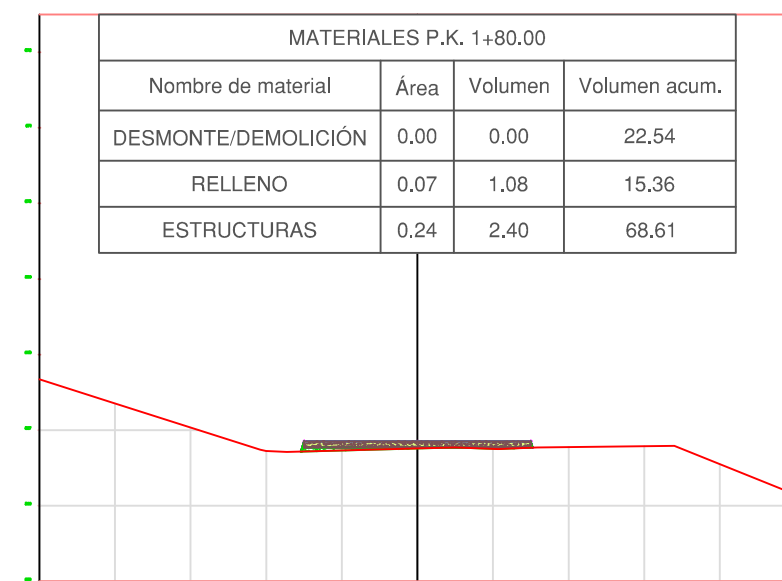 MATERIALES P.K. 1+80.00
Nombre de material Área Volumen Volumen acum.
DESMONTE/DEMOLICIÓN 0.00 0.00 22.54
RELLENO 0.07 1.08 15.36
ESTRUCTURAS 0.24 2.40 68.61